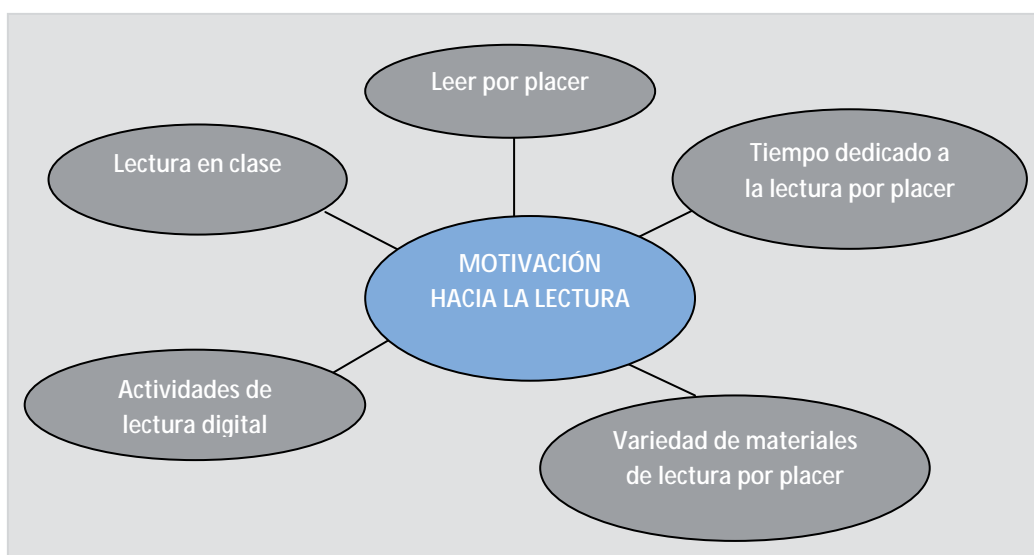 Leer por placer
Lectura en clase
Tiempo dedicado a
la lectura por placer
MOTIVACIÓN
HACIA LA LECTURA
Actividades de
lectura digital
Variedad de materiales
de lectura por placer